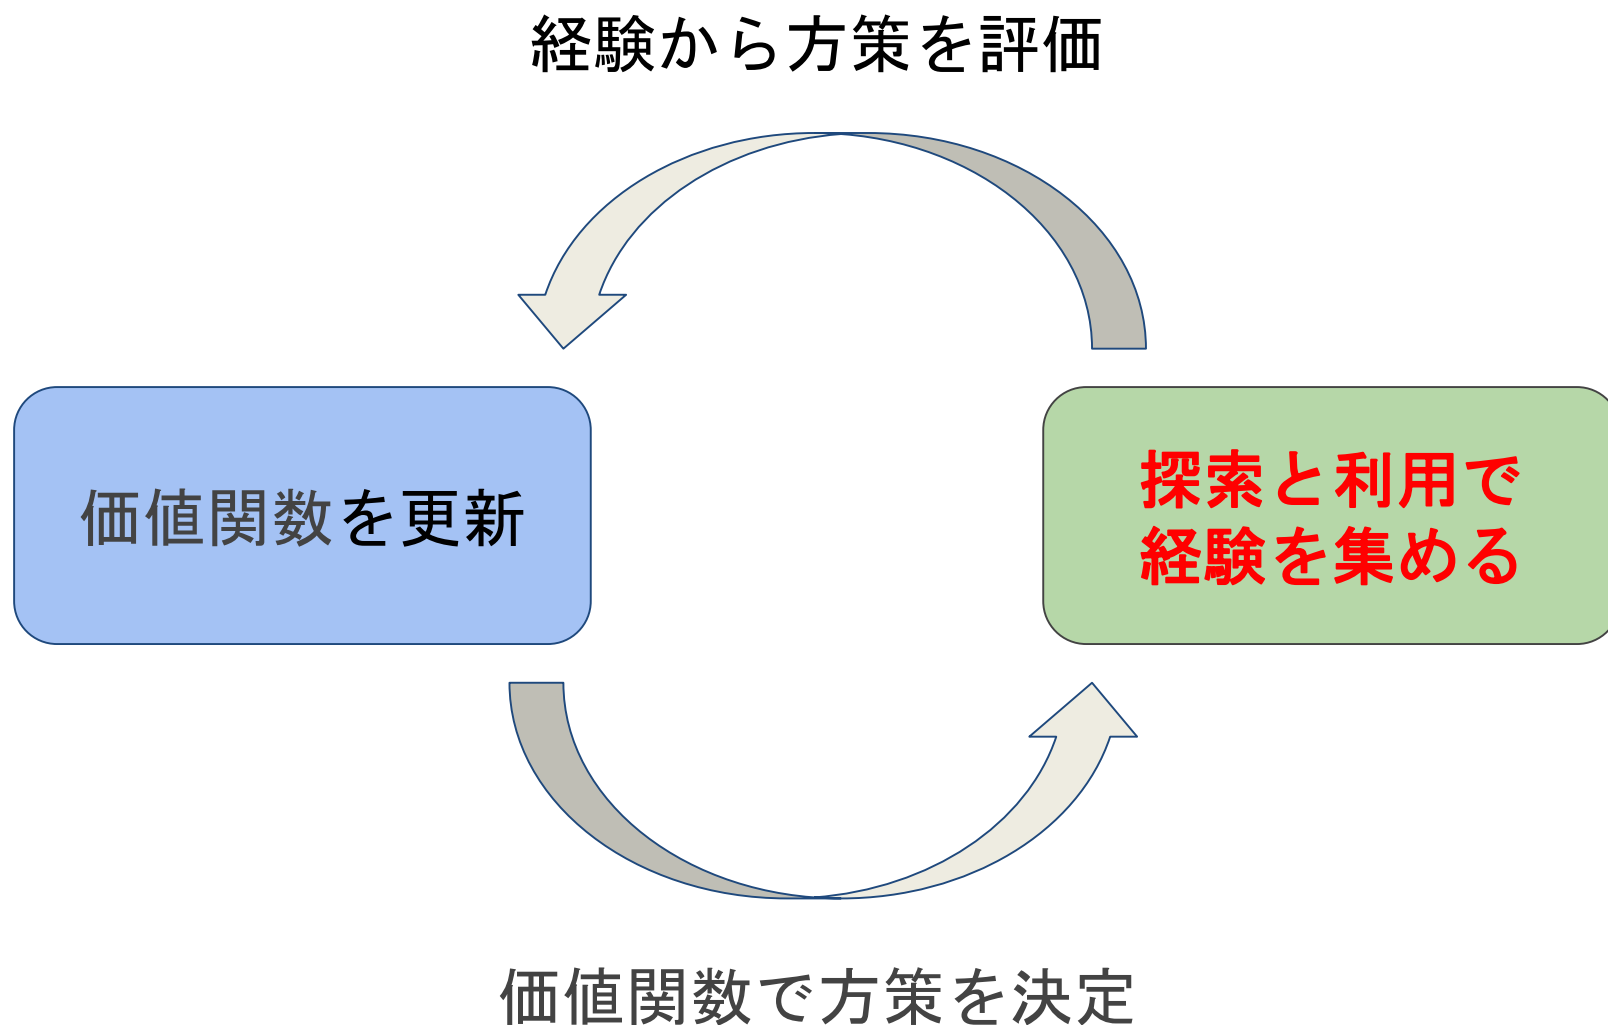 経験から方策を評価
価値関数を更新
探索と利用で
経験を集める
価値関数で方策を決定